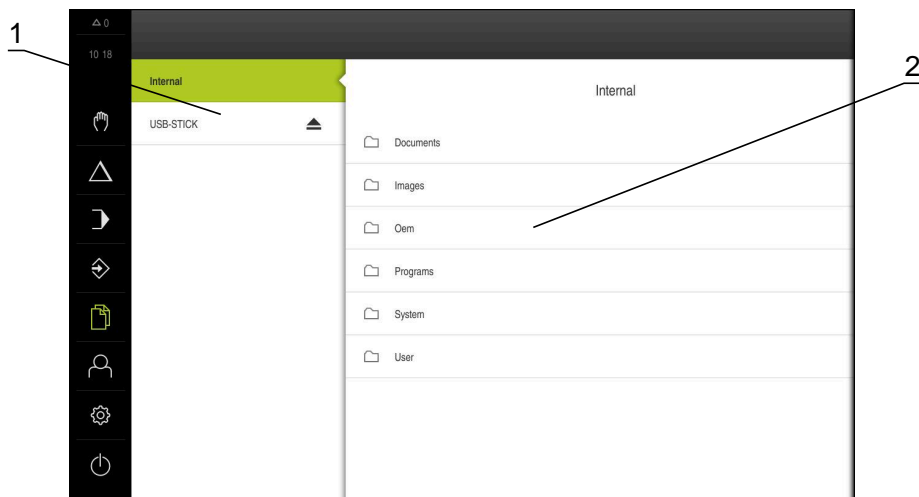 1
0
10 18
Internal
USB-STICK
2
Internal
Documents
Images
Oem
Programs
System
User